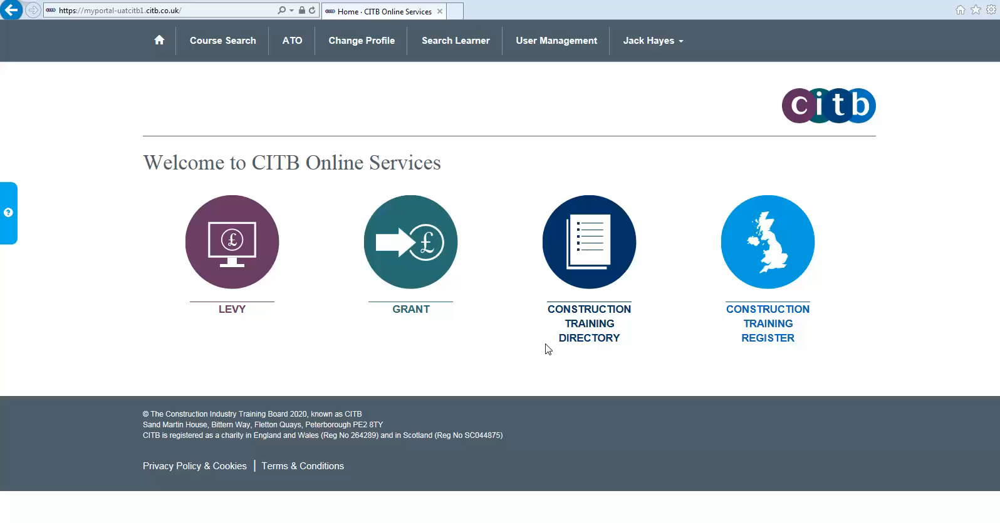 https://myportal-uatcitb1.citb.co.uk/
Home · CITB Online Services
Course Search
ATO
Change Profile
Search Learner
User Management
Jack Hayes
citb
Welcome to CITB Online Services
£
£
LEVY
GRANT
CONSTRUCTION
TRAINING
DIRECTORY
CONSTRUCTION
TRAINING
REGISTER
© The Construction Industry Training Board 2020, known as CITB
Sand Martin House, Bittern Way, Fletton Quays, Peterborough PE2 8TY
CITB is registered as a charity in England and Wales (Reg No 264289) and in Scotland (Reg No SC044875)
Privacy Policy & Cookies | Terms & Conditions